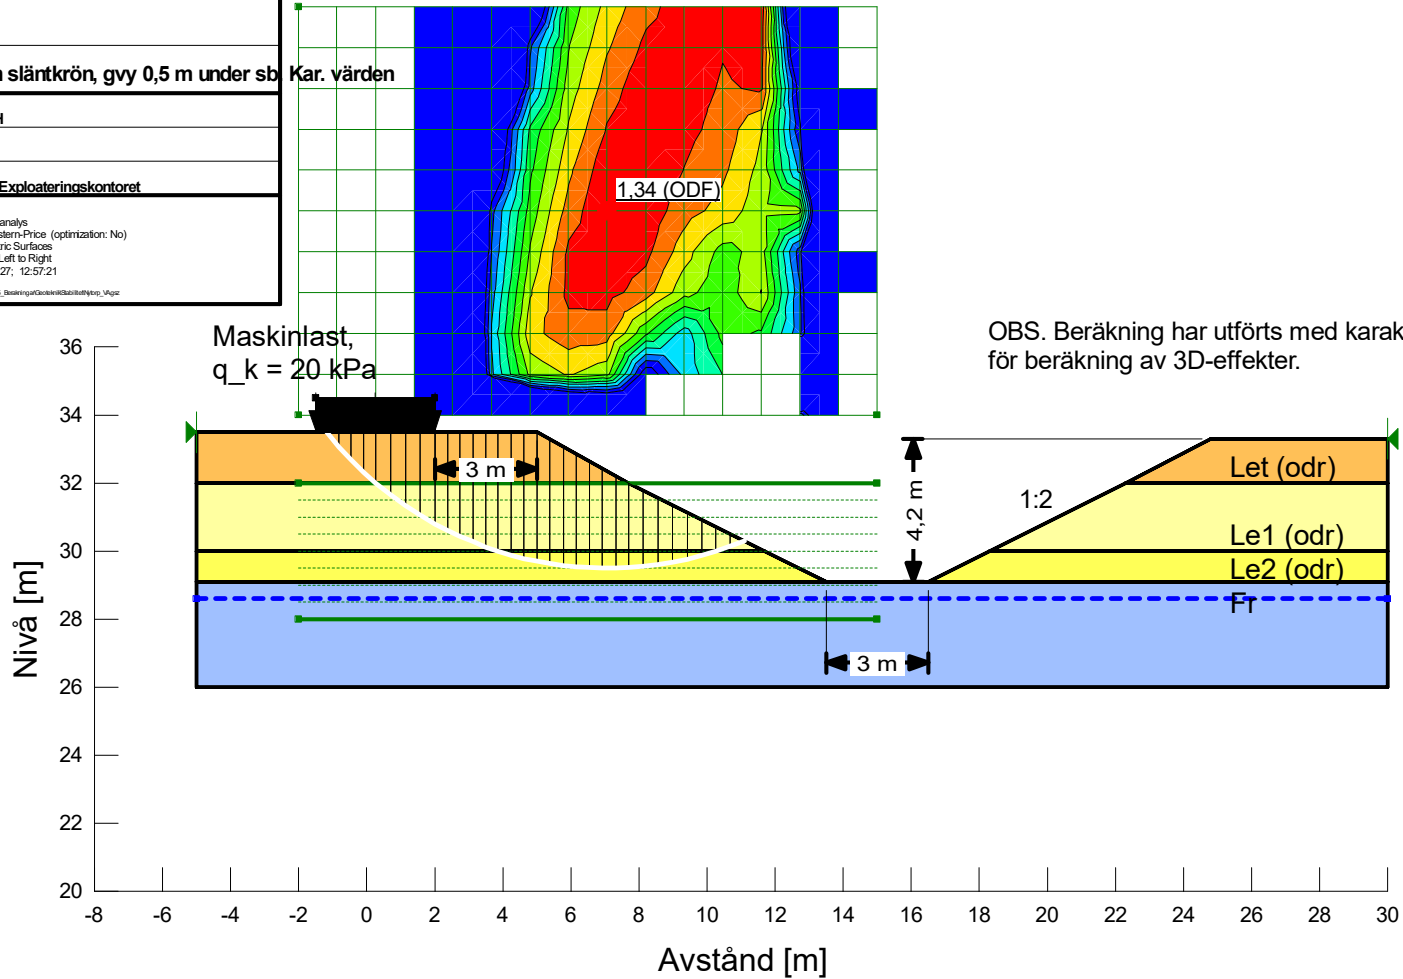 släntkrön, gvy 0,5 m under sb. Kar. värden
Exploateringskontoret
analys
(optimization: No)
Surfaces
Left to Right
27; 12:57:21
1,34 (ODF)
Maskinlast,
q_k = 20 kPa
OBS. Beräkning har utförts med
för beräkning av 3D-effekter.
36
34
32
30
28
26
24
22
20
Nivå [m]
3 m
4,2 m
1:2
Let (odr)
Le1 (odr)
Le2 (odr)
Fr
3 m
-8 -6 -4 -2 0 2 4 6 8 10 12 14 16 18 20 22 24 26 28 30
Avstånd [m]